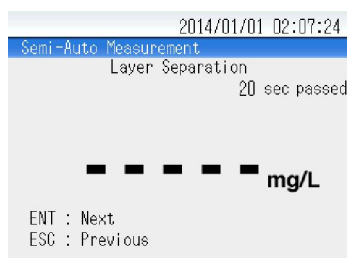 2014/01/01 02:07:24
Semi-Auto Measurement
Layer Separation
20 sec passed
- - - - - mg/L
ENT : Next
ESC : Previous